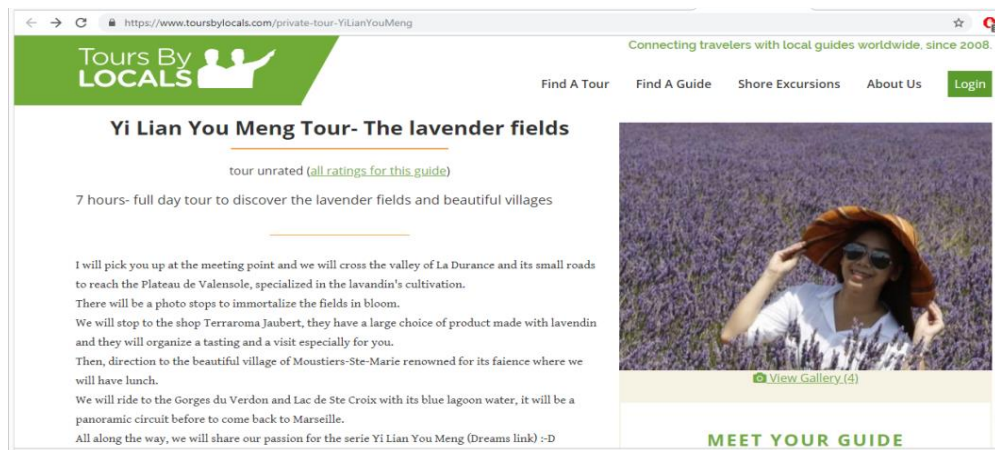 https://www.toursbylocals.com/private-tour-YiLianYouMeng
Tours By
LOCALS
Connecting travelers with local guides worldwide, since 2008.
Find A Tour Find A Guide Shore Excursions About Us Login
Yi Lian You Meng Tour- The lavender fields
tour unrated (all ratings for this guide)
7 hours- full day tour to discover the lavender fields and beautiful villages
I will pick you up at the meeting point and we will cross the valley of La Durance and its small roads
to reach the Plateau de Valensole, specialized in the lavandin's cultivation.
There will be a photo stops to immortalize the fields in bloom.
We will stop to the shop Terraroma Jaubert, they have a large choice of product made with lavendin
and they will organize a tasting and a visit especially for you.
Then, direction to the beautiful village of Moustiers-Ste-Marie renowned for its faience where we
will have lunch.
We will ride to the Gorges du Verdon and Lac de Ste Croix with its blue lagoon water, it will be a
panoramic circuit before to come back to Marseille.
All along the way, we will share our passion for the serie Yi Lian You Meng (Dreams link) :-D
View Gallery (4)
MEET YOUR GUIDE